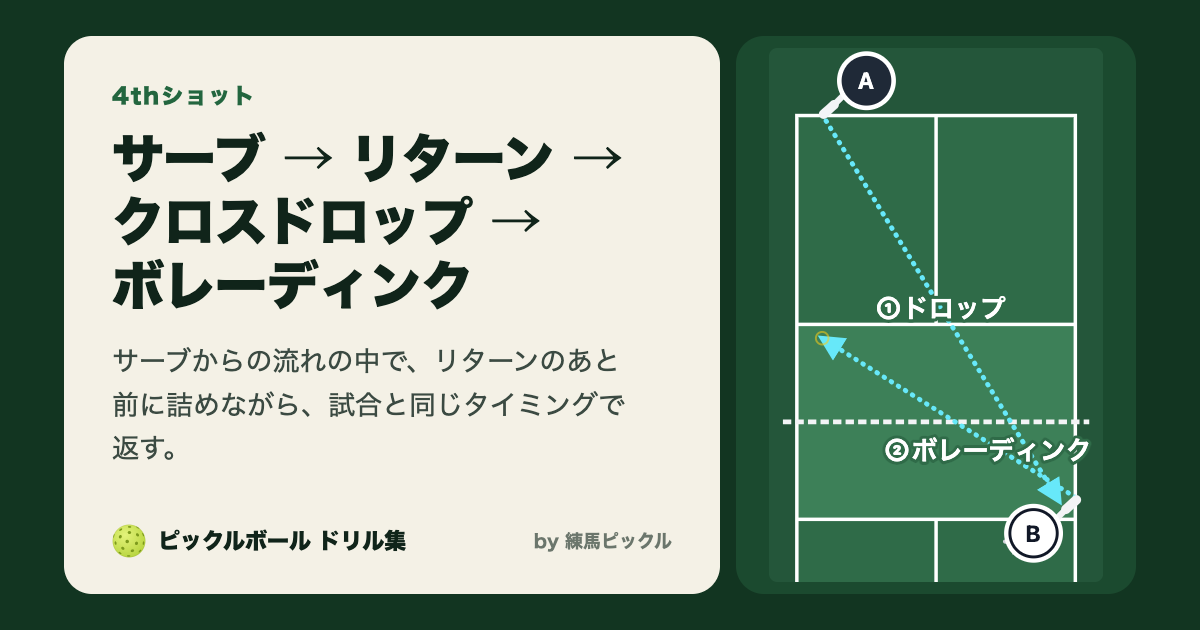 4thショット
サーブ → リターン →
クロスドロップ →
ボレーディンク
サーブからの流れの中で、リターンのあと
前に詰めながら、試合と同じタイミングで
返す。
ピックルボール ドリル集
by 練馬ピックル
A
①ドロップ
②ボレーディンク
B